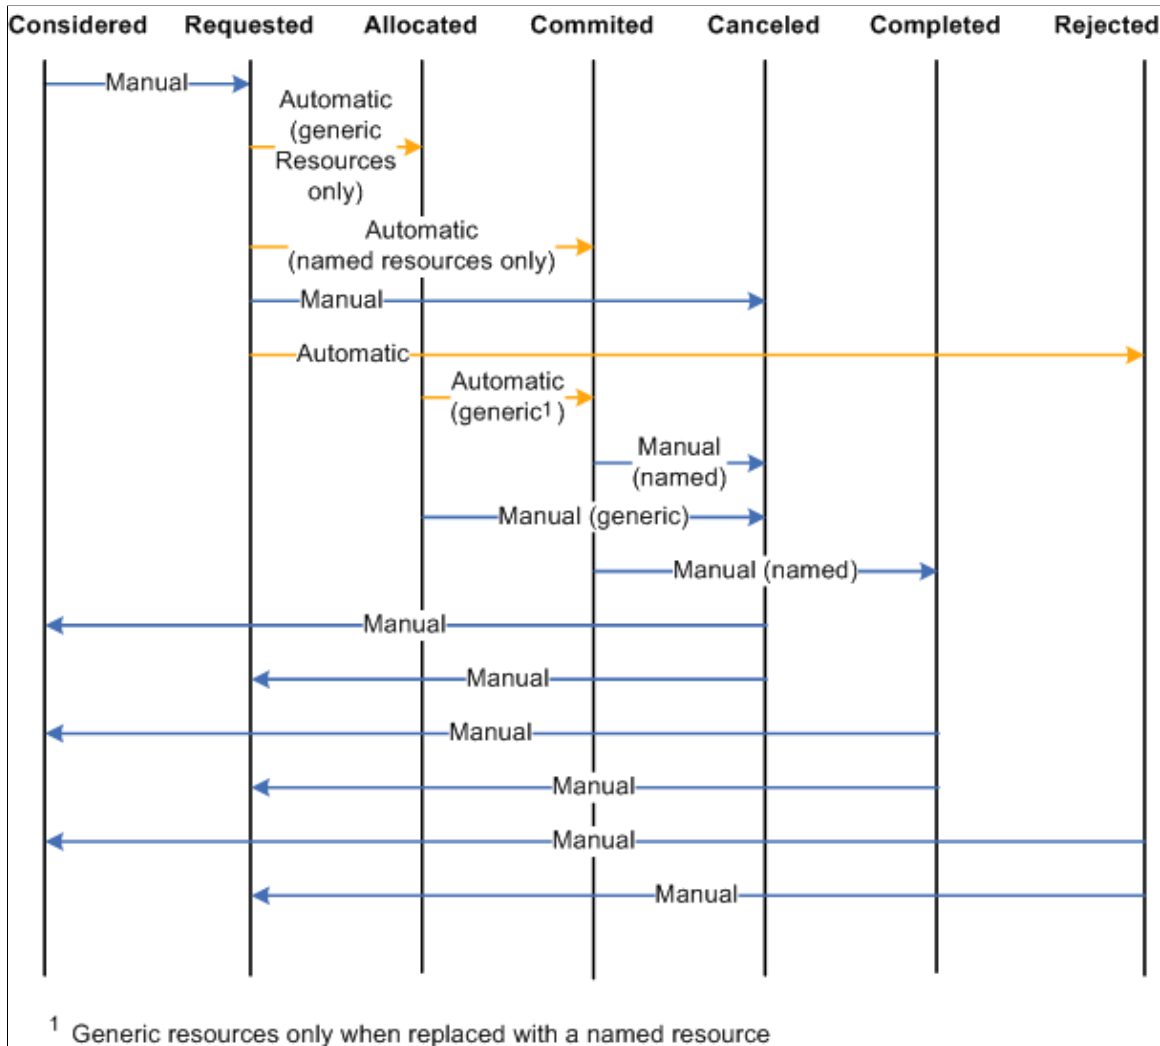 Considered Requested Allocated Commited Canceled Completed Rejected
Manual
Automatic
(generic
Resources
only)
Automatic
(named resources only)
Manual
Automatic
Automatic
(generic1 )
Manual
(named)
Manual (generic)
Manual (named)
Manual
Manual
Manual
Manual
Manual
Manual
1 Generic resources only when replaced with a named resource